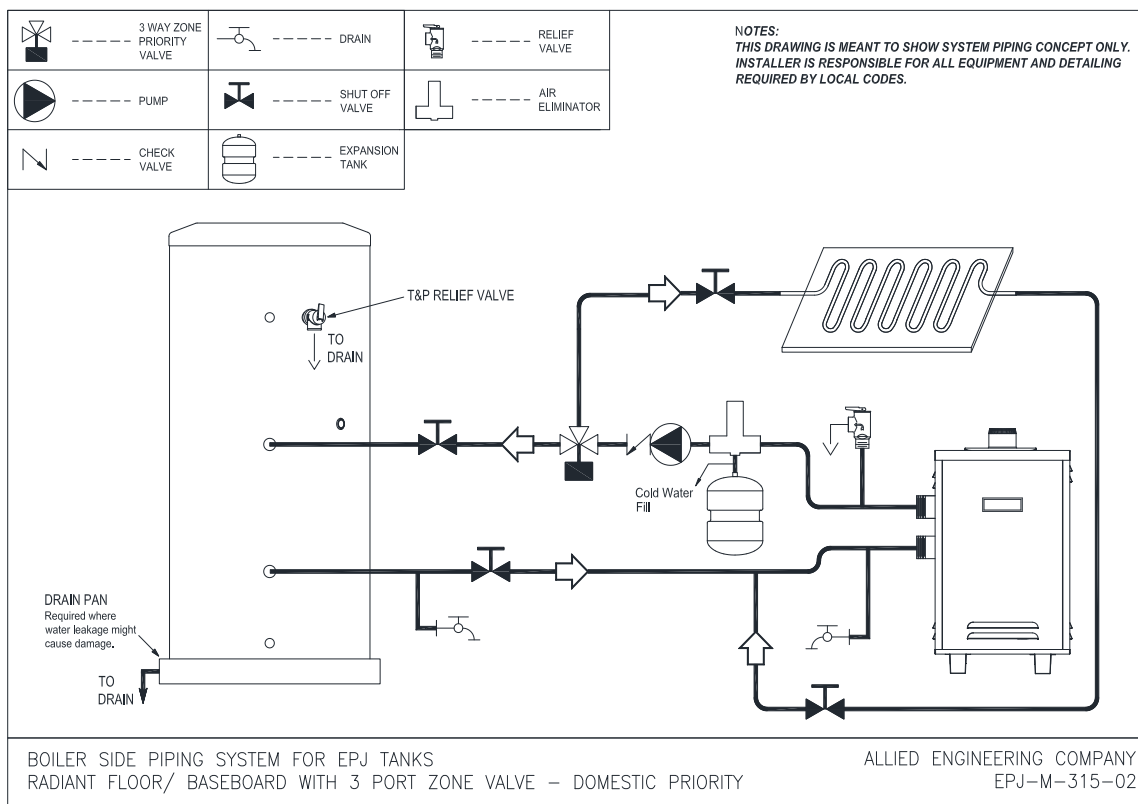 3 WAY ZONE
PRIORITY
VALVE
DRAIN
RELIEF
VALVE
PUMP
SHUT OFF
VALVE
AIR
ELIMINATOR
CHECK
VALVE
EXPANSION
TANK
NOTES:
THIS DRAWING IS MEANT TO SHOW SYSTEM PIPING CONCEPT ONLY.
INSTALLER IS RESPONSIBLE FOR ALL EQUIPMENT AND DETAILING
REQUIRED BY LOCAL CODES.
T&P RELIEF VALVE
TO
DRAIN
Cold Water
Fill
DRAIN PAN
Required where
water leakage might
cause damage.
TO
DRAIN
BOILER SIDE PIPING SYSTEM FOR EPJ TANKS
RADIANT FLOOR/ BASEBOARD WITH 3 PORT ZONE VALVE – DOMESTIC PRIORITY
ALLIED ENGINEERING COMPANY
EPJ–M–315–02